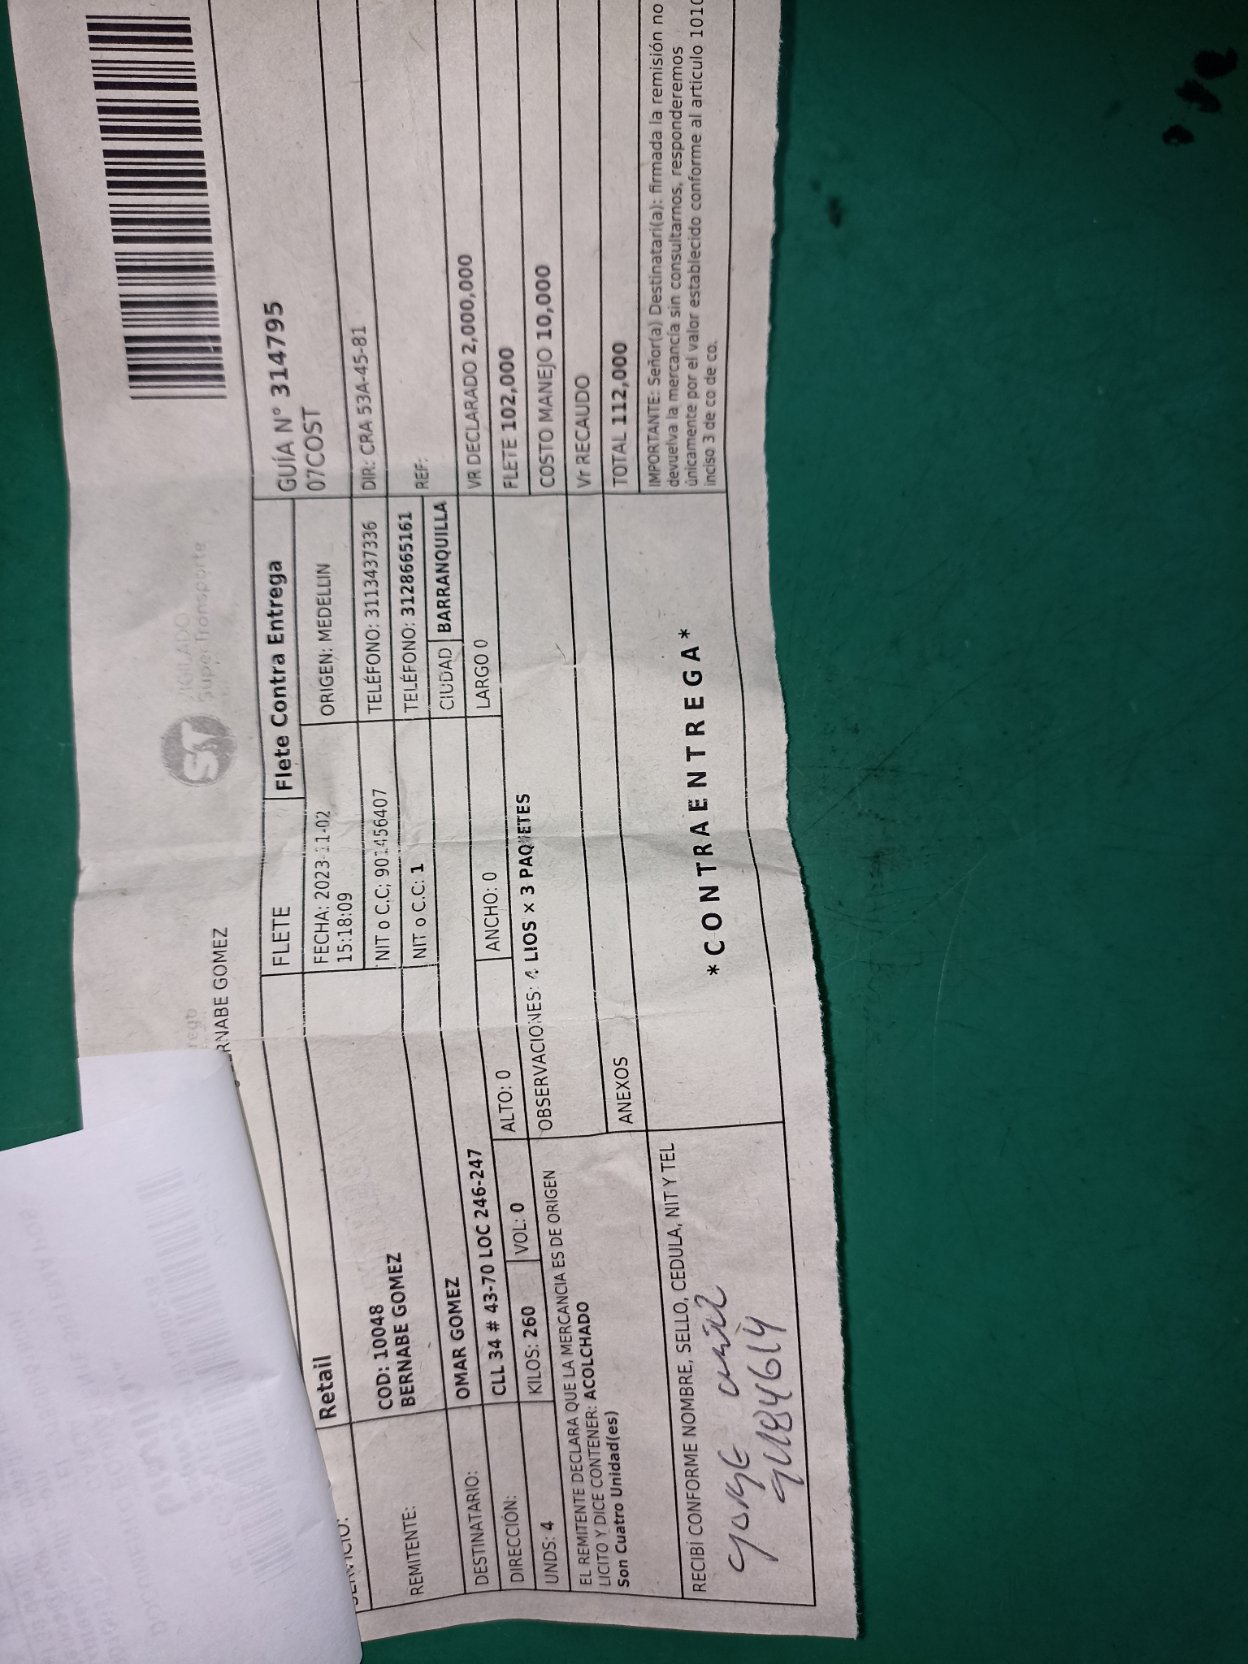 VIGILADO
SuperTransporte
RNABE GOMEZ
FLETE
Flete Contra Entrega
GUÍA N° 314795
07COST
Retail
FECHA: 2023-11-02
15:18:09
ORIGEN: MEDELLIN
REMITENTE:
COD: 10048
BERNABE GOMEZ
NIT o C.C: 901456407
TELÉFONO: 3113437336
DIR: CRA 53A-45-81
DESTINATARIO:
OMAR GOMEZ
NIT o C.C: 1
TELÉFONO: 3128665161
REF:
DIRECCIÓN:
CLL 34 # 43-70 LOC 246-247
CIUDAD BARRANQUILLA
VR DECLARADO 2,000,000
UNDS: 4
KILOS: 260
VOL: 0
ALTO: 0
ANCHO: 0
LARGO 0
FLETE 102,000
EL REMITENTE DECLARA QUE LA MERCANCIA ES DE ORIGEN
LICITO Y DICE CONTENER: ACOLCHADO
Son Cuatro Unidad(es)
OBSERVACIONES: 4 LIOS x 3 PAQUETES
COSTO MANEJO 10,000
Vr RECAUDO
ANEXOS
TOTAL 112,000
RECIBÍ CONFORME NOMBRE, SELLO, CEDULA, NIT Y TEL
*CONTRAENTREGA*
IMPORTANTE: Señor(a) Destinatari(a): firmada la remisión no
devuelva la mercancía sin consultarnos, responderemos
únicamente por el valor establecido conforme al articulo 1010
inciso 3 de co de co.